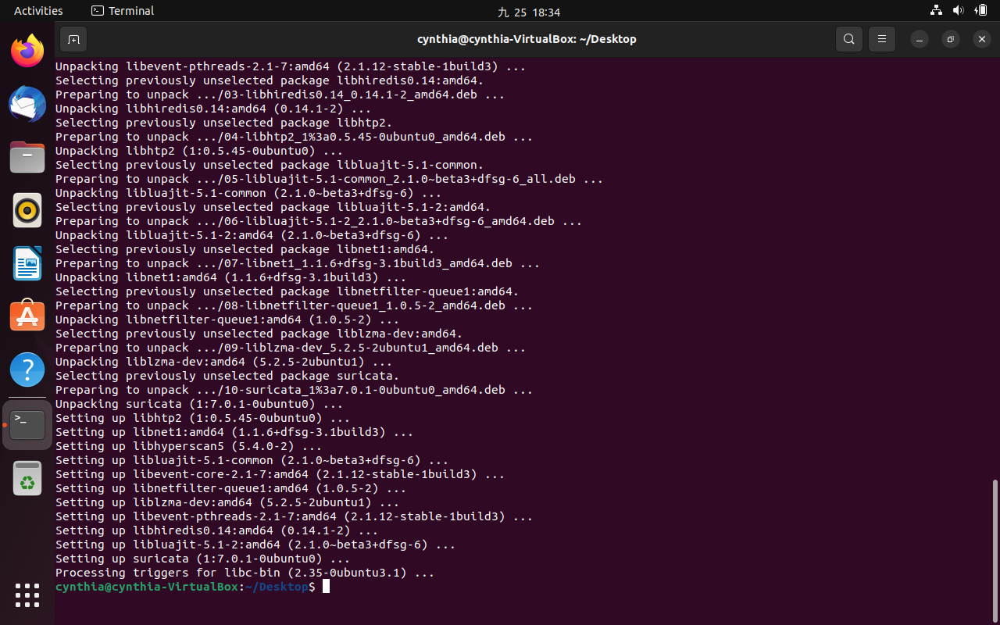 Activities
Terminal
九 25 18:34
cynthia@cynthia-VirtualBox: ~/Desktop
Unpacking libevent-pthreads-2.1-7:amd64 (2.1.12-stable-1build3) ...
Selecting previously unselected package libhiredis0.14:amd64.
Preparing to unpack .../03-libhiredis0.14_0.14.1-2_amd64.deb ...
Unpacking libhiredis0.14:amd64 (0.14.1-2) ...
Selecting previously unselected package libhtp2.
Preparing to unpack .../04-libhtp2_1%3a0.5.45-0ubuntu0_amd64.deb ...
Unpacking libhtp2 (1:0.5.45-0ubuntu0) ...
Selecting previously unselected package libluajit-5.1-common.
Preparing to unpack .../05-libluajit-5.1-common_2.1.0~beta3+dfsg-6_all.deb ...
Unpacking libluajit-5.1-common (2.1.0~beta3+dfsg-6) ...
Selecting previously unselected package libluajit-5.1-2:amd64.
Preparing to unpack .../06-libluajit-5.1-2_2.1.0~beta3+dfsg-6_amd64.deb ...
Unpacking libluajit-5.1-2:amd64 (2.1.0~beta3+dfsg-6) ...
Selecting previously unselected package libnet1:amd64.
Preparing to unpack .../07-libnet1_1.1.6+dfsg-3.1build3_amd64.deb ...
Unpacking libnet1:amd64 (1.1.6+dfsg-3.1build3) ...
Selecting previously unselected package libnetfilter-queue1:amd64.
Preparing to unpack .../08-libnetfilter-queue1_1.0.5-2_amd64.deb ...
Unpacking libnetfilter-queue1:amd64 (1.0.5-2) ...
Selecting previously unselected package liblzma-dev:amd64.
Preparing to unpack .../09-liblzma-dev_5.2.5-2ubuntu1_amd64.deb ...
Unpacking liblzma-dev:amd64 (5.2.5-2ubuntu1) ...
Selecting previously unselected package suricata.
Preparing to unpack .../10-suricata_1%3a7.0.1-0ubuntu0_amd64.deb ...
Unpacking suricata (1:7.0.1-0ubuntu0) ...
Setting up libhtp2 (1:0.5.45-0ubuntu0) ...
Setting up libnet1:amd64 (1.1.6+dfsg-3.1build3) ...
Setting up libhyperscan5 (5.4.0-2) ...
Setting up libluajit-5.1-common (2.1.0~beta3+dfsg-6) ...
Setting up libevent-core-2.1-7:amd64 (2.1.12-stable-1build3) ...
Setting up libnetfilter-queue1:amd64 (1.0.5-2) ...
Setting up liblzma-dev:amd64 (5.2.5-2ubuntu1) ...
Setting up libevent-pthreads-2.1-7:amd64 (2.1.12-stable-1build3) ...
Setting up libhiredis0.14:amd64 (0.14.1-2) ...
Setting up libluajit-5.1-2:amd64 (2.1.0~beta3+dfsg-6) ...
Setting up suricata (1:7.0.1-0ubuntu0) ...
Processing triggers for libc-bin (2.35-0ubuntu3.1) ...
cynthia@cynthia-VirtualBox:~/Desktop$